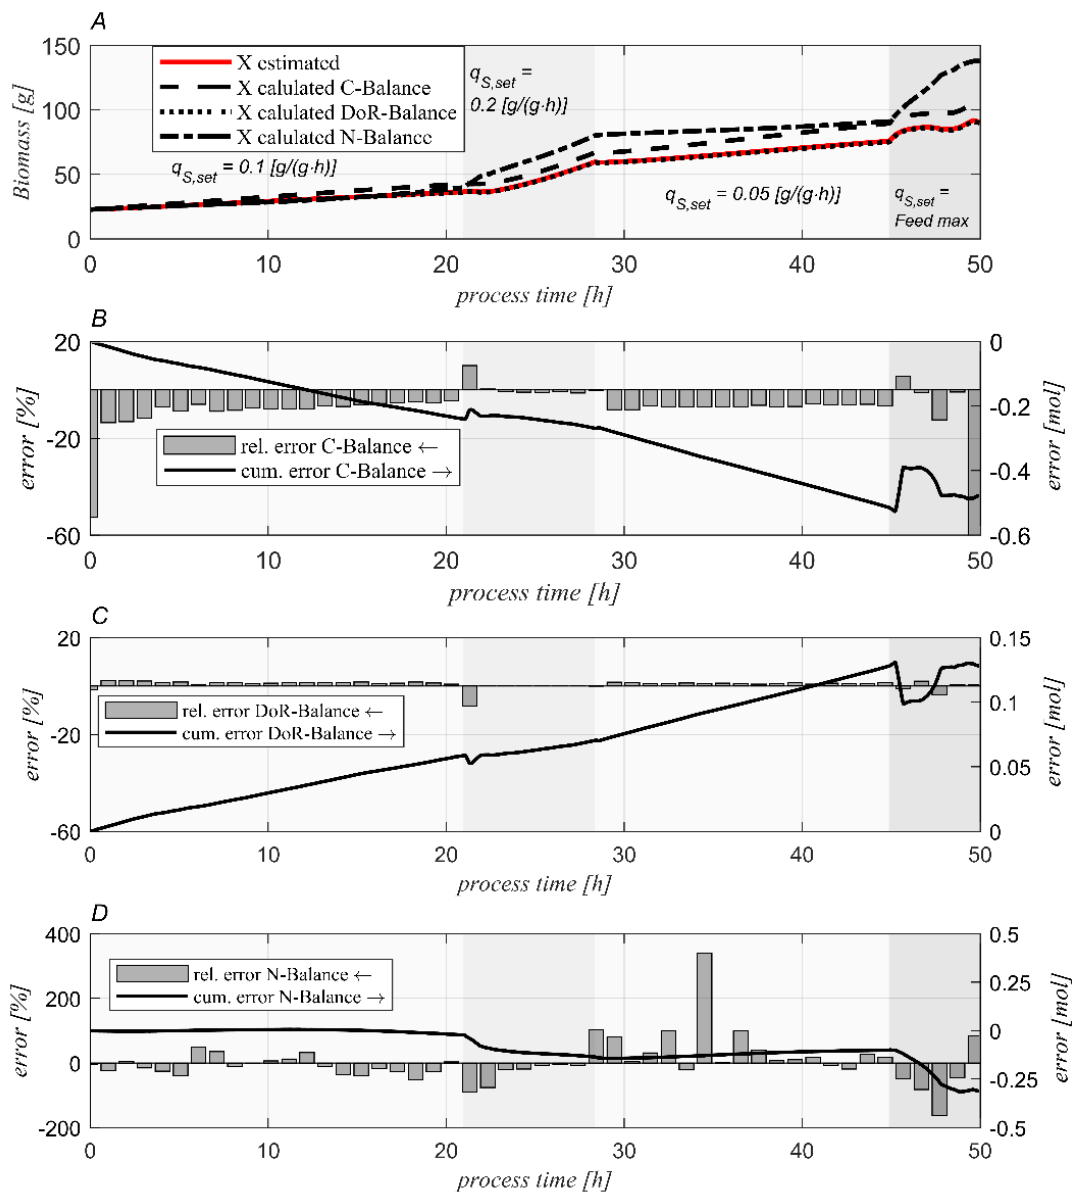 A
150
100
50
0
Biomass [g]
X estimated
X calulated C-Balance
X calulated DoR-Balance
X calulated N-Balance
q_S,set =
0.2 [g/(g·h)]
q_S,set = 0.1 [g/(g·h)]
q_S,set = 0.05 [g/(g·h)]
q_S,set =
Feed max
0 10 20 30 40 50
process time [h]
B
20
-20
-60
error [%]
0
-0.2
-0.4
-0.6
error [mol]
rel. error C-Balance ←
cum. error C-Balance →
0 10 20 30 40 50
process time [h]
C
20
-20
-60
error [%]
0.15
0.1
0.05
0
error [mol]
rel. error DoR-Balance ←
cum. error DoR-Balance →
0 10 20 30 40 50
process time [h]
D
400
200
0
-200
error [%]
0.5
0.25
0
-0.25
-0.5
error [mol]
rel. error N-Balance ←
cum. error N-Balance →
0 10 20 30 40 50
process time [h]